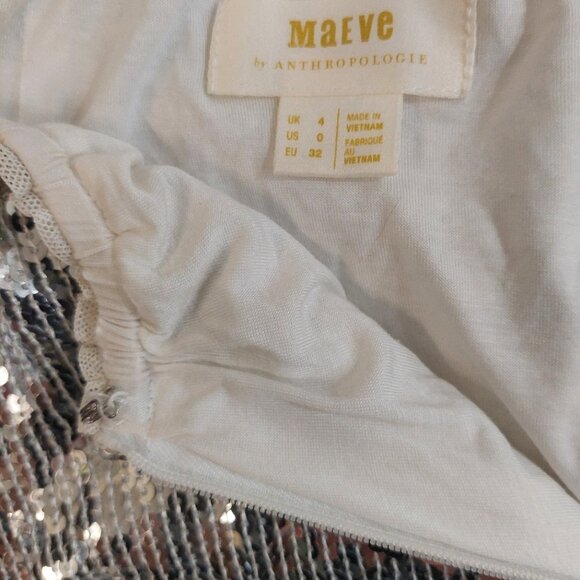 MaEve
by ANTHROPOLOGIE
UK 4
US 0
EU 32
MADE IN
VIETNAM
FABRIQUÉ
AU
VIETNAM